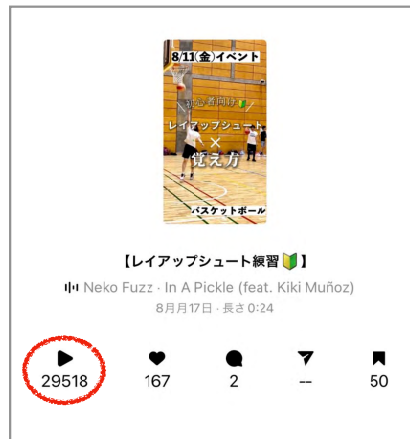 8/11(金)イベント
＼初心者向け🔰／
レイアップシュート
×
覚え方
バスケットボール
【レイアップシュート練習🔰】
Neko Fuzz · In A Pickle (feat. Kiki Muñoz)
8月月17日 · 長さ 0:24
29518 167 2 -- 50